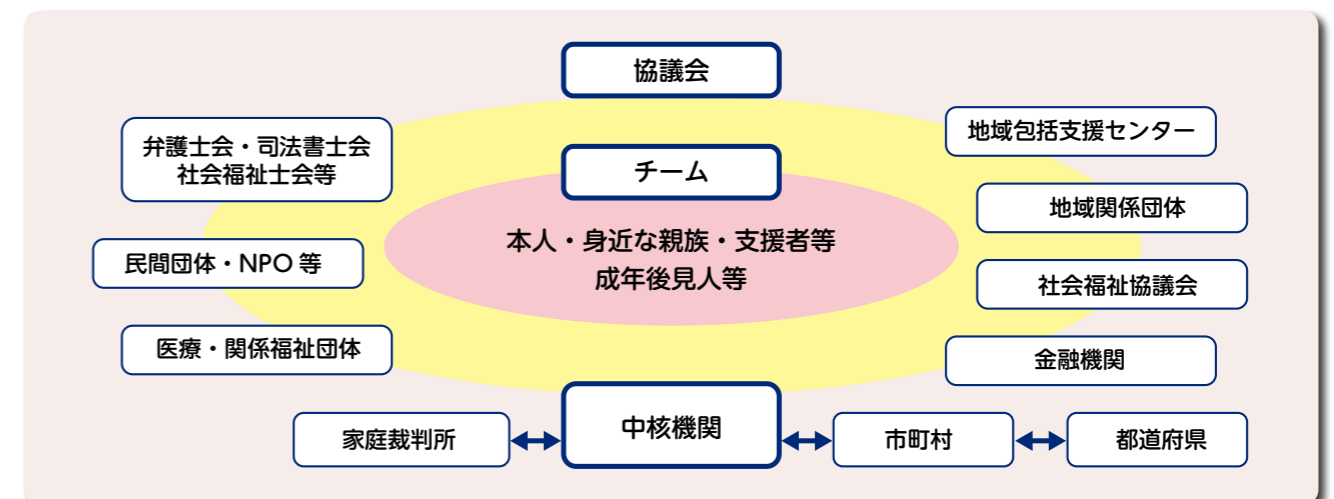 協議会
弁護士会・司法書士会
社会福祉士会等
民間団体・NPO 等
医療・関係福祉団体
チーム
本人・身近な親族・支援者等
成年後見人等
地域包括支援センター
地域関係団体
社会福祉協議会
金融機関
家庭裁判所
中核機関
市町村
都道府県